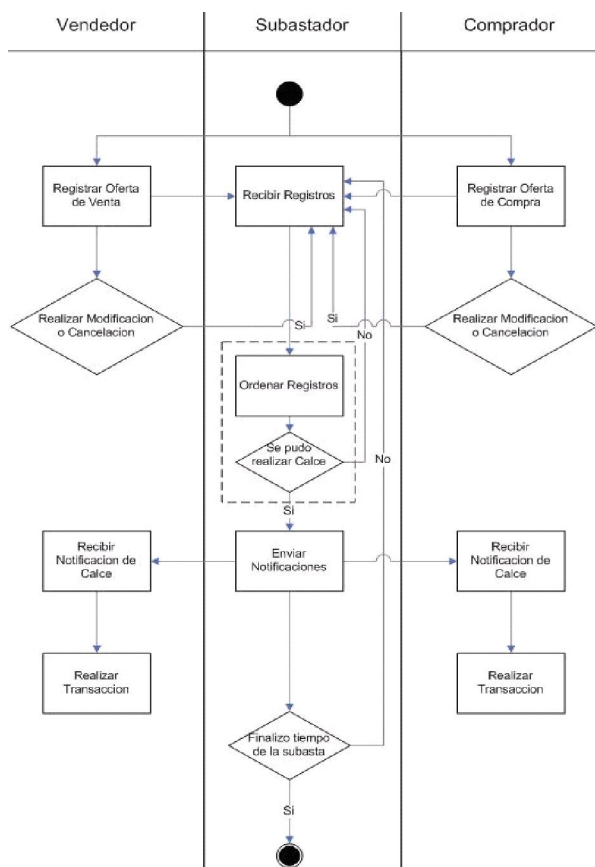 Vendedor
Subastador
Comprador
Registrar Oferta
de Venta
Recibir Registros
Registrar Oferta
de Compra
Realizar Modificacion
o Cancelacion
Si
Si
No
Realizar Modificacion
o Cancelacion
Ordenar Registros
Se pudo
realizar Calce
No
Si
Recibir
Notificacion de
Calce
Enviar
Notificaciones
Recibir
Notificacion de
Calce
Realizar
Transaccion
Realizar
Transaccion
Finalizo tiempo
de la subasta
Si